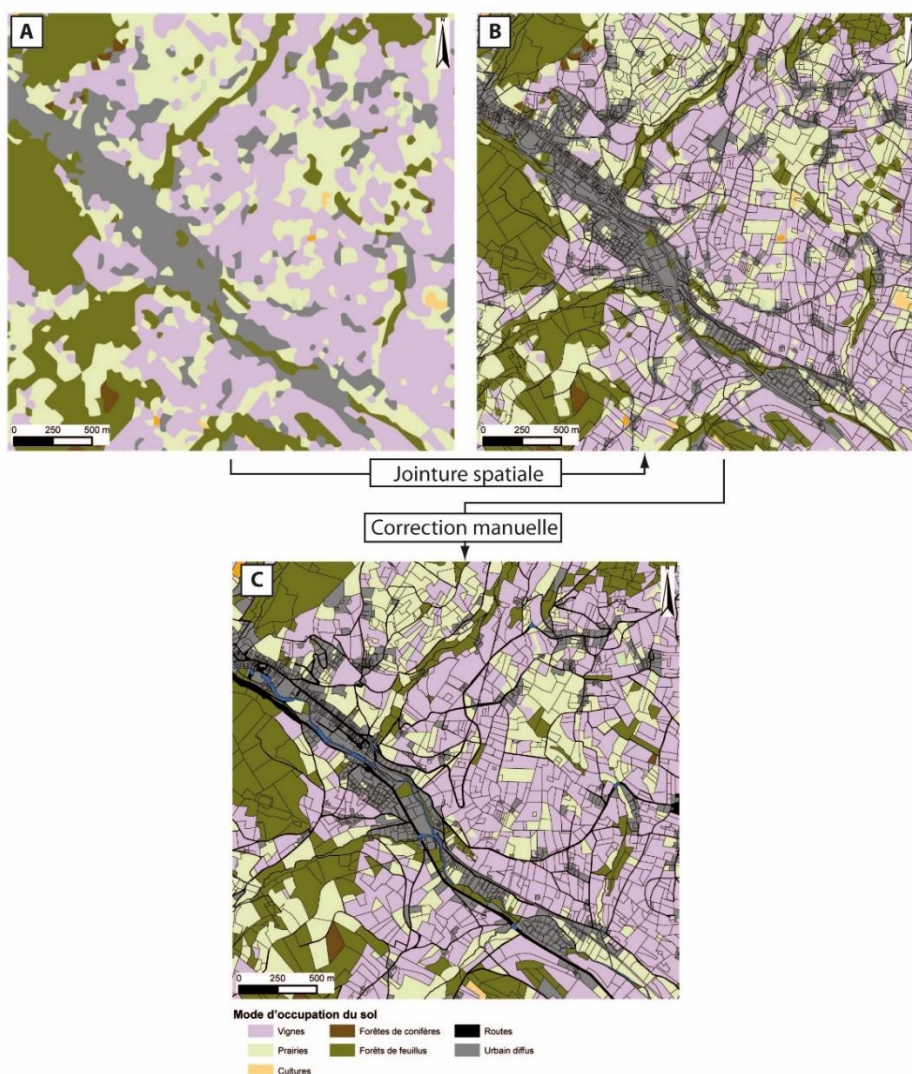 A
N
B
0 250 500 m
0 250 500 m
Jointure spatiale
Correction manuelle
C
0 250 500 m
Mode d'occupation du sol
Vignes
Forêtes de conifères
Routes
Prairies
Forêts de feuillus
Urbain diffus
Cultures